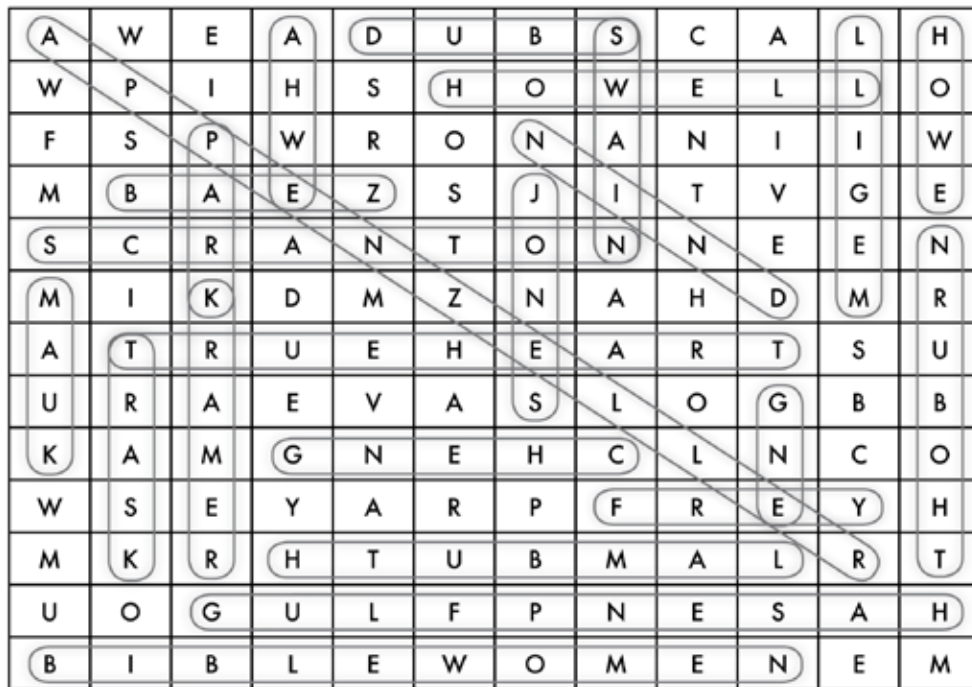 A W E A D U B S C A L H
W P I H S H O W E L L O
F S P W R O N A N I I W
M B A E Z S J I T V G E
S C R A N T O N N E E N
M I K D M Z N A H D M R
A T R U E H E A R T S U
U R A E V A S L O G B B
K A M G N E H C L N C O
W S E Y A R P F R E Y H
M K R H T U B M A L R T
U O G U L F P N E S A H
B I B L E W O M E N E M